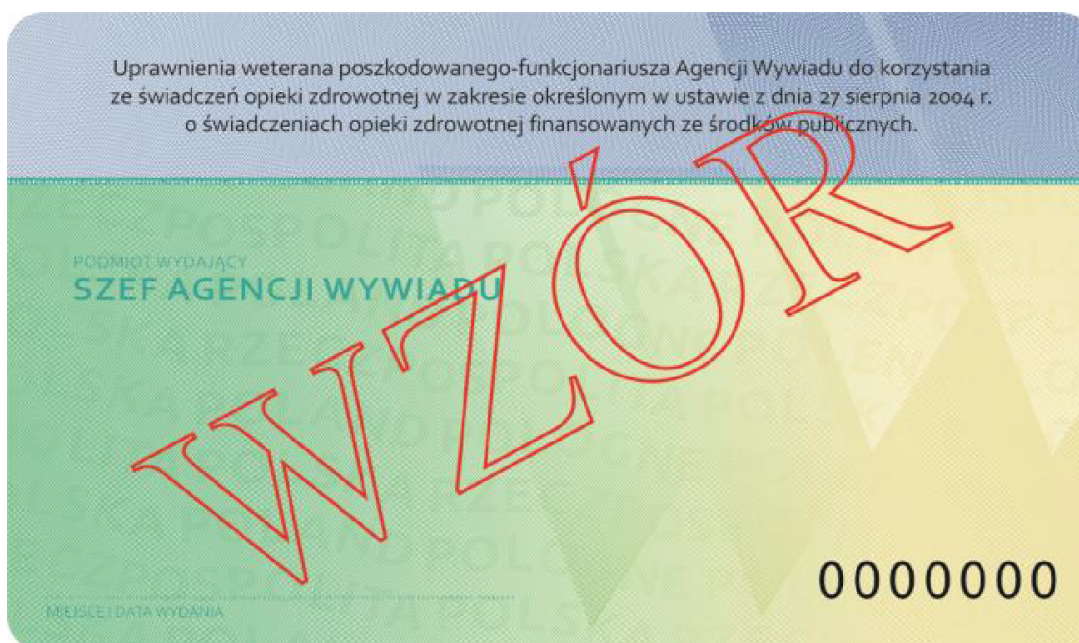 Uprawnienia weterana poszkodowanego-funkcjonariusza Agencji Wywiadu do korzystania
ze świadczeń opieki zdrowotnej w zakresie określonym w ustawie z dnia 27 sierpnia 2004 r.
o świadczeniach opieki zdrowotnej finansowanych ze środków publicznych.
PODMIOT WYDAJĄCY
SZEF AGENCJI WYWIADU
WZÓR
0000000
MIEJSCE I DATA WYDANIA